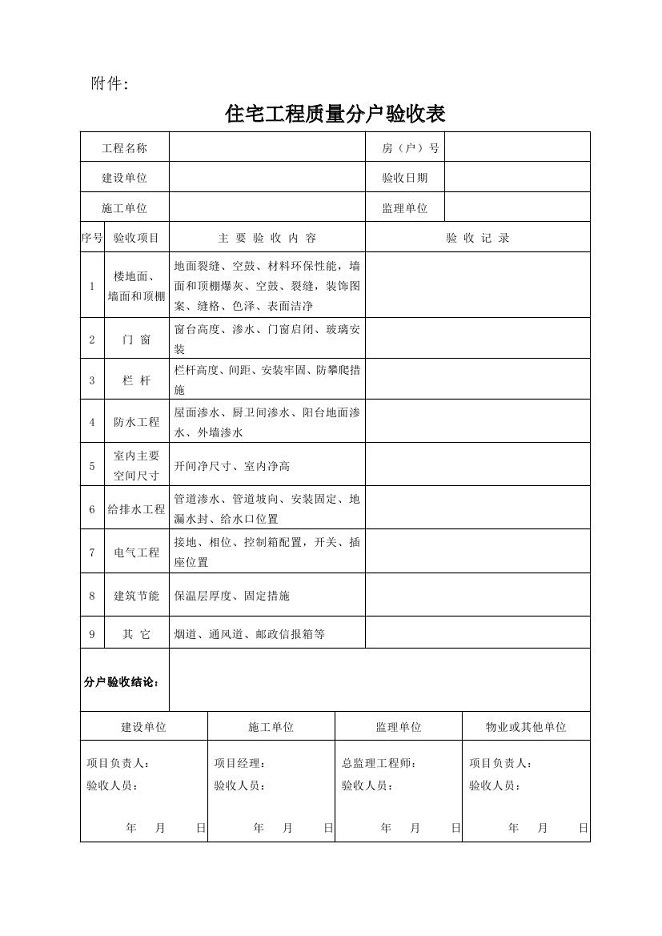 附件:
住宅工程质量分户验收表
工程名称 房（户）号
建设单位 验收日期
施工单位 监理单位
序号 验收项目 主 要 验 收 内 容 验 收 记 录
1 楼地面、墙面和顶棚 地面裂缝、空鼓、材料环保性能，墙
面和顶棚爆灰、空鼓、裂缝，装饰图
案、缝格、色泽、表面洁净
2 门 窗 窗台高度、渗水、门窗启闭、玻璃安
装
3 栏 杆 栏杆高度、间距、安装牢固、防攀爬措
施
4 防水工程 屋面渗水、厨卫间渗水、阳台地面渗
水、外墙渗水
5 室内主要
空间尺寸 开间净尺寸、室内净高
6 给排水工程 管道渗水、管道坡向、安装固定、地
漏水封、给水口位置
7 电气工程 接地、相位、控制箱配置，开关、插
座位置
8 建筑节能 保温层厚度、固定措施
9 其 它 烟道、通风道、邮政信报箱等
分户验收结论：
建设单位 施工单位 监理单位 物业或其他单位
项目负责人： 项目经理： 总监理工程师： 项目负责人：
验收人员： 验收人员： 验收人员： 验收人员：
年 月 日 年 月 日 年 月 日 年 月 日